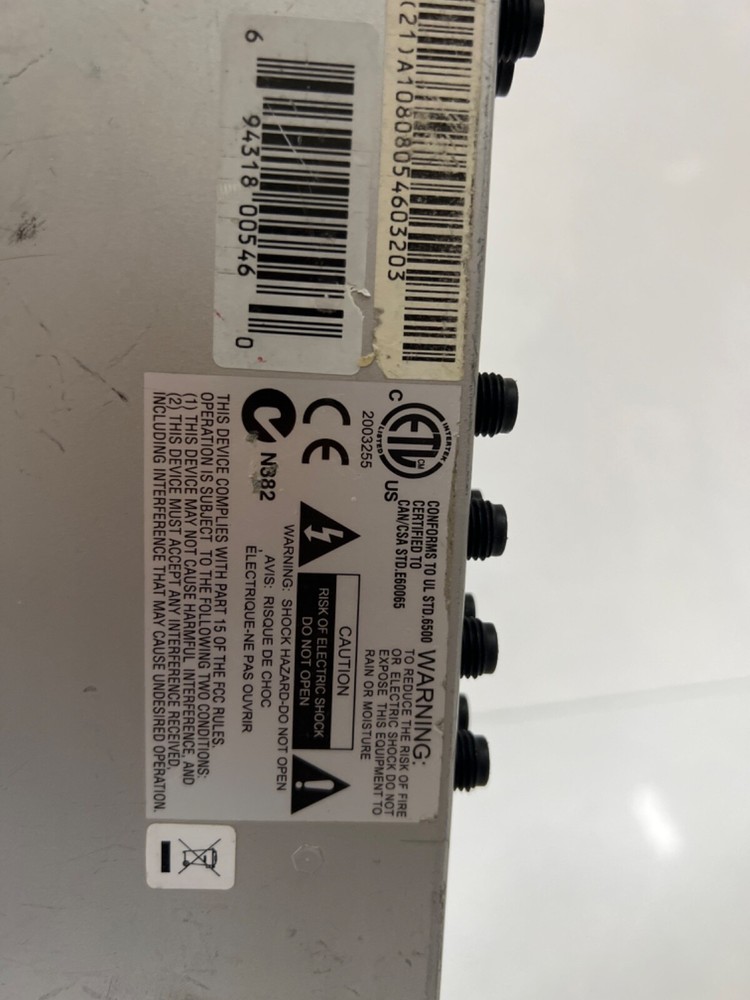 (21)A10808054603203
6 94318 00546 0
INTERTEK
ETL CM
LISTED
C US
2003255
CONFORMS TO UL STD.6500
CERTIFIED TO
CAN/CSA STD.E60065
WARNING:
TO REDUCE THE RISK OF FIRE
OR ELECTRIC SHOCK DO NOT
EXPOSE THIS EQUIPMENT TO
RAIN OR MOISTURE
CE
N382
CAUTION
RISK OF ELECTRIC SHOCK
DO NOT OPEN
WARNING: SHOCK HAZARD-DO NOT OPEN
AVIS: RISQUE DE CHOC
ÉLECTRIQUE-NE PAS OUVRIR
THIS DEVICE COMPLIES WITH PART 15 OF THE FCC RULES.
OPERATION IS SUBJECT TO THE FOLLOWING TWO CONDITIONS:
(1) THIS DEVICE MAY NOT CAUSE HARMFUL INTERFERENCE, AND
(2) THIS DEVICE MUST ACCEPT ANY INTERFERENCE RECEIVED,
INCLUDING INTERFERENCE THAT MAY CAUSE UNDESIRED OPERATION.